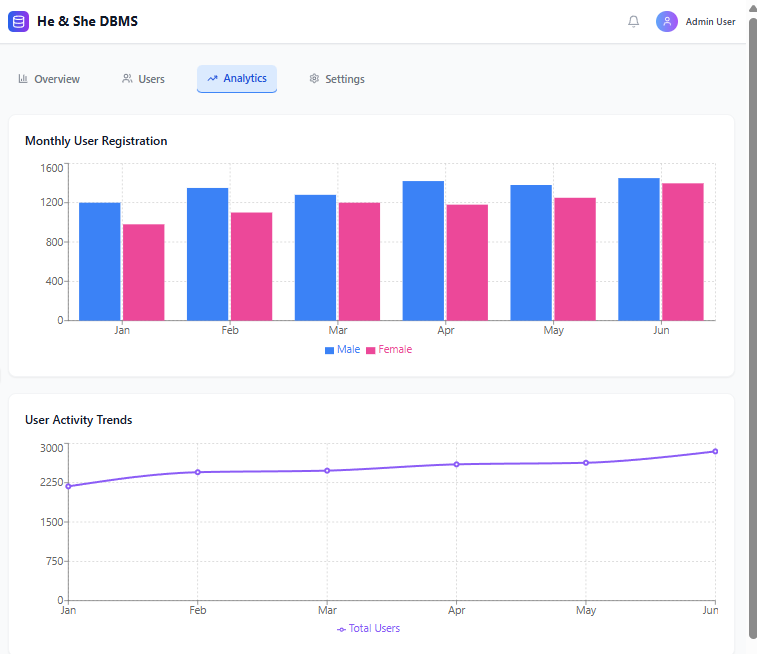 He & She DBMS
Admin User
Overview
Users
Analytics
Settings
Monthly User Registration
1600
1200
800
400
0
Jan Feb Mar Apr May Jun
Male Female
User Activity Trends
3000
2250
1500
750
0
Jan Feb Mar Apr May Jun
Total Users